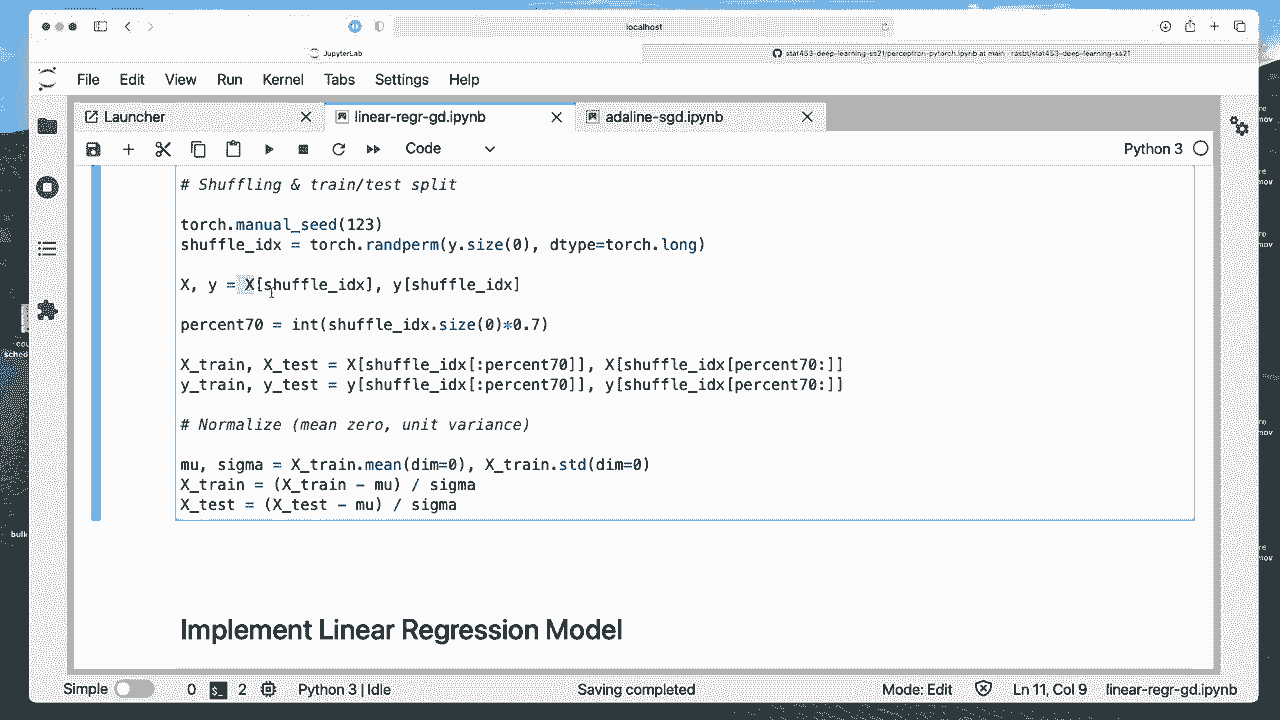 localhost
JupyterLab
stat453-deep-learning-ss21/perceptron-pytorch.ipynb at main · rasbt/stat453-deep-learning-ss21
File Edit View Run Kernel Tabs Settings Help
Launcher linear-regr-gd.ipynb adaline-sgd.ipynb
Code Python 3
# Shuffling & train/test split
torch.manual_seed(123)
shuffle_idx = torch.randperm(y.size(0), dtype=torch.long)
X, y = X[shuffle_idx], y[shuffle_idx]
percent70 = int(shuffle_idx.size(0)*0.7)
X_train, X_test = X[shuffle_idx[:percent70]], X[shuffle_idx[percent70:]]
y_train, y_test = y[shuffle_idx[:percent70]], y[shuffle_idx[percent70:]]
# Normalize (mean zero, unit variance)
mu, sigma = X_train.mean(dim=0), X_train.std(dim=0)
X_train = (X_train - mu) / sigma
X_test = (X_test - mu) / sigma
Implement Linear Regression Model
Simple 0 $_ 2 Python 3 | Idle Saving completed Mode: Edit Ln 11, Col 9 linear-regr-gd.ipynb